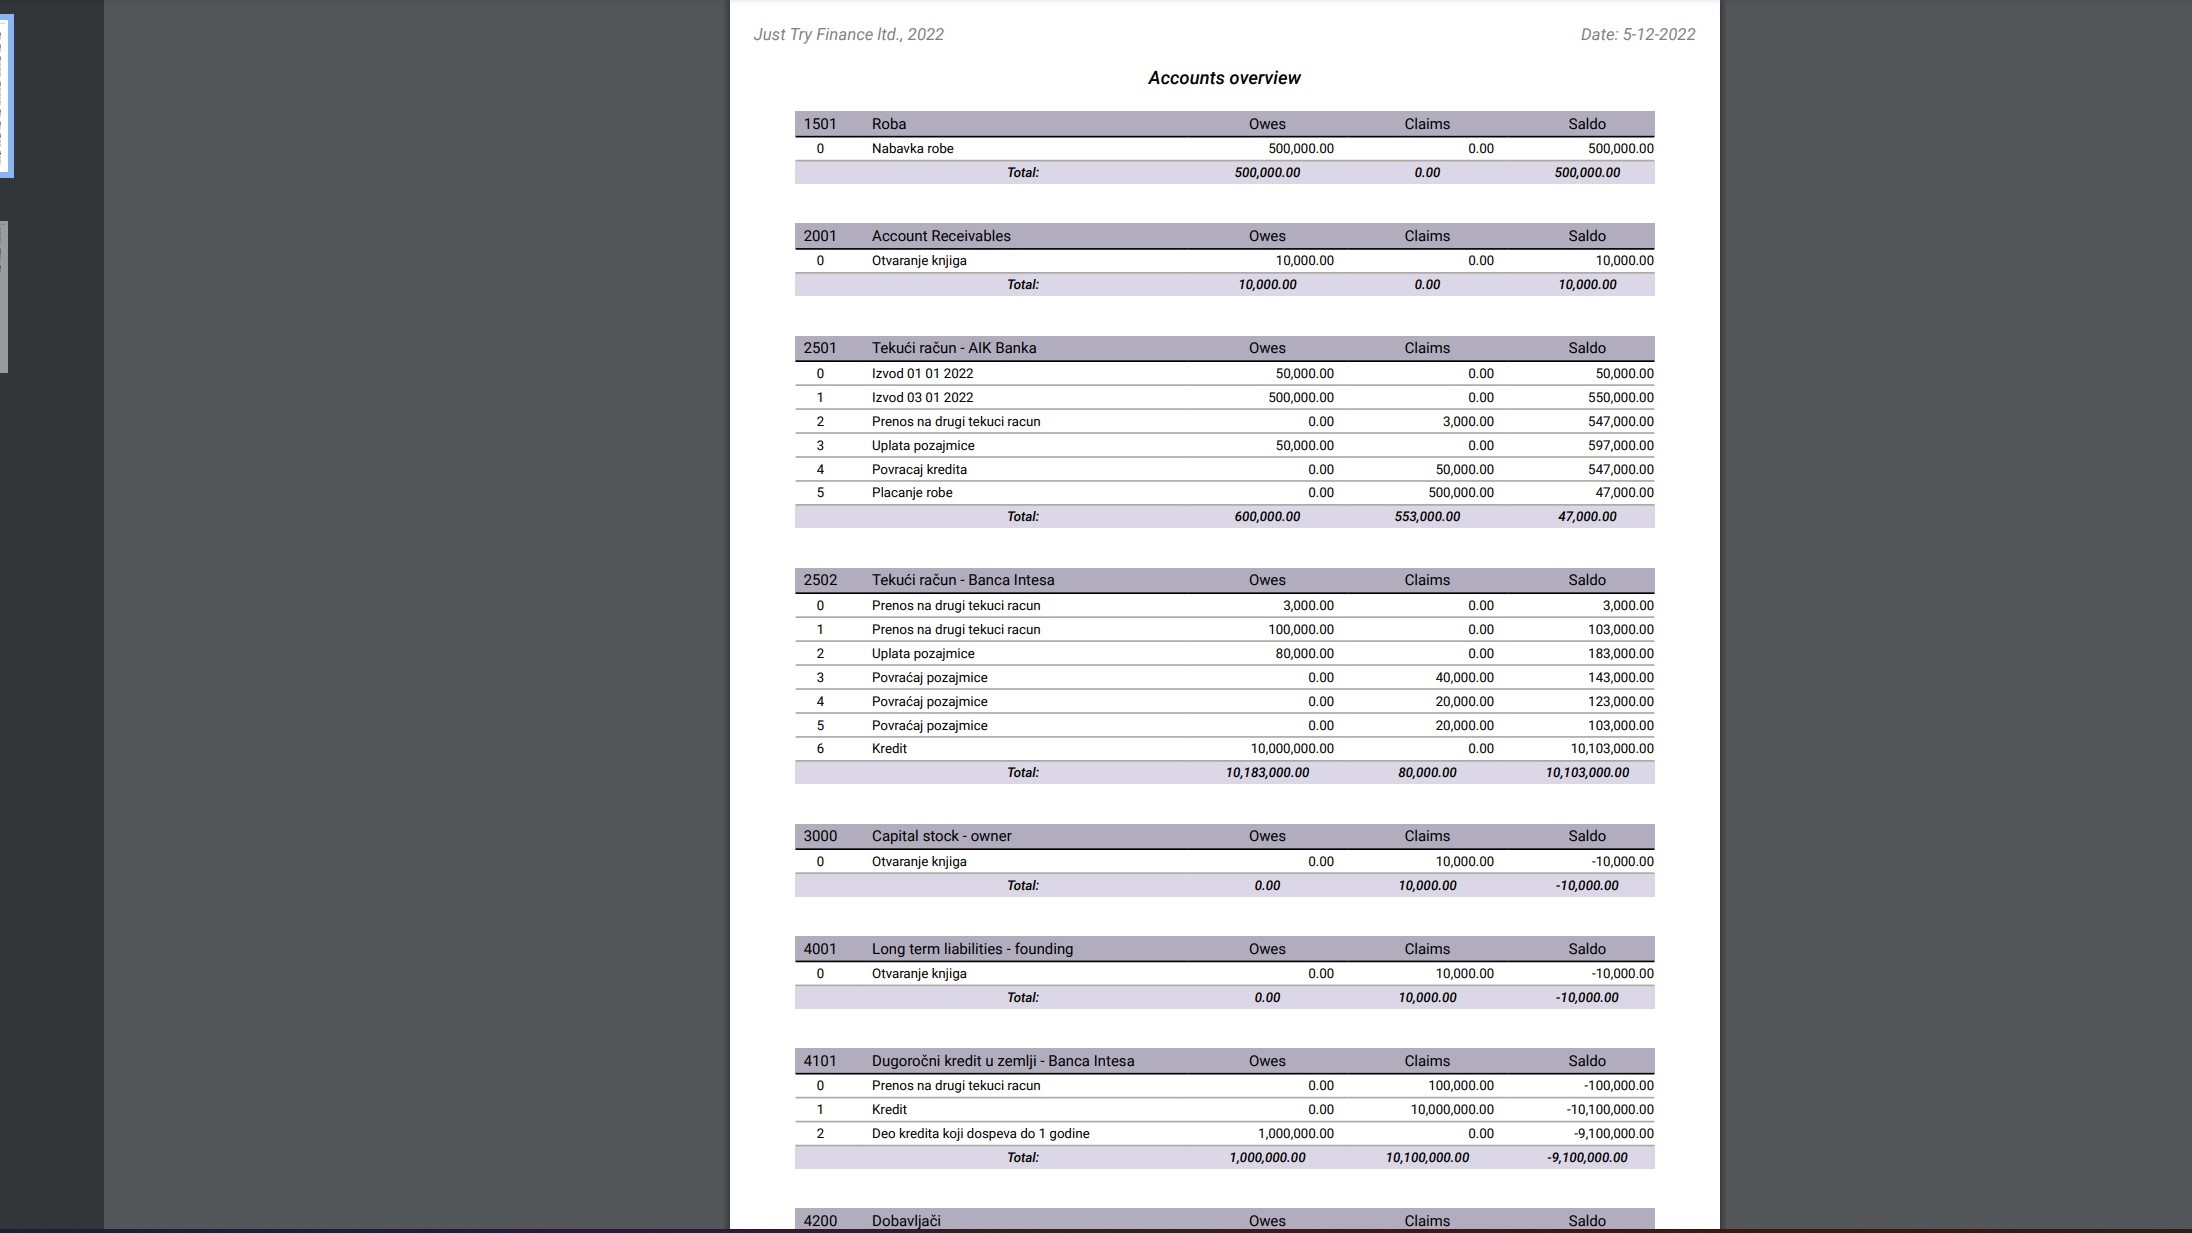 Just Try Finance ltd., 2022 Date: 5-12-2022
Accounts overview
1501 Roba Owes Claims Saldo
0 Nabavka robe 500,000.00 0.00 500,000.00
Total: 500,000.00 0.00 500,000.00
2001 Account Receivables Owes Claims Saldo
0 Otvaranje knjiga 10,000.00 0.00 10,000.00
Total: 10,000.00 0.00 10,000.00
2501 Tekući račun - AIK Banka Owes Claims Saldo
0 Izvod 01 01 2022 50,000.00 0.00 50,000.00
1 Izvod 03 01 2022 500,000.00 0.00 550,000.00
2 Prenos na drugi tekuci racun 0.00 3,000.00 547,000.00
3 Uplata pozajmice 50,000.00 0.00 597,000.00
4 Povracaj kredita 0.00 50,000.00 547,000.00
5 Placanje robe 0.00 500,000.00 47,000.00
Total: 600,000.00 553,000.00 47,000.00
2502 Tekući račun - Banca Intesa Owes Claims Saldo
0 Prenos na drugi tekuci racun 3,000.00 0.00 3,000.00
1 Prenos na drugi tekuci racun 100,000.00 0.00 103,000.00
2 Uplata pozajmice 80,000.00 0.00 183,000.00
3 Povraćaj pozajmice 0.00 40,000.00 143,000.00
4 Povraćaj pozajmice 0.00 20,000.00 123,000.00
5 Povraćaj pozajmice 0.00 20,000.00 103,000.00
6 Kredit 10,000,000.00 0.00 10,103,000.00
Total: 10,183,000.00 80,000.00 10,103,000.00
3000 Capital stock - owner Owes Claims Saldo
0 Otvaranje knjiga 0.00 10,000.00 -10,000.00
Total: 0.00 10,000.00 -10,000.00
4001 Long term liabilities - founding Owes Claims Saldo
0 Otvaranje knjiga 0.00 10,000.00 -10,000.00
Total: 0.00 10,000.00 -10,000.00
4101 Dugoročni kredit u zemlji - Banca Intesa Owes Claims Saldo
0 Prenos na drugi tekuci racun 0.00 100,000.00 -100,000.00
1 Kredit 0.00 10,000,000.00 -10,100,000.00
2 Deo kredita koji dospeva do 1 godine 1,000,000.00 0.00 -9,100,000.00
Total: 1,000,000.00 10,100,000.00 -9,100,000.00
4200 Dobavljači Owes Claims Saldo